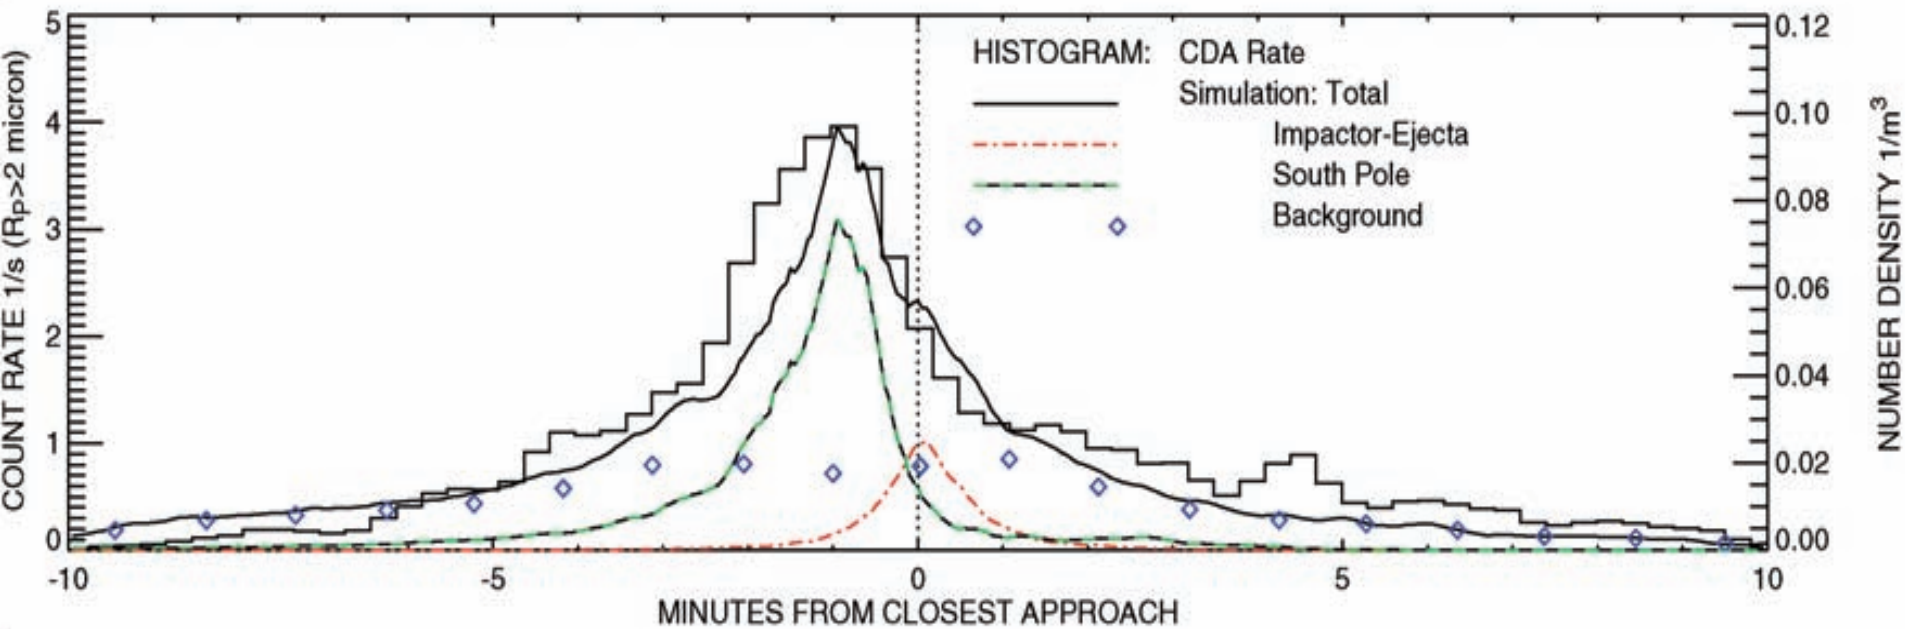 COUNT RATE 1/s (Rp>2 micron)
5
4
3
2
1
0
HISTOGRAM: CDA Rate
Simulation: Total
Impactor-Ejecta
South Pole
Background
0.12
0.10
0.08
0.06
0.04
0.02
0.00
NUMBER DENSITY 1/m³
-10 -5 0 5 10
MINUTES FROM CLOSEST APPROACH